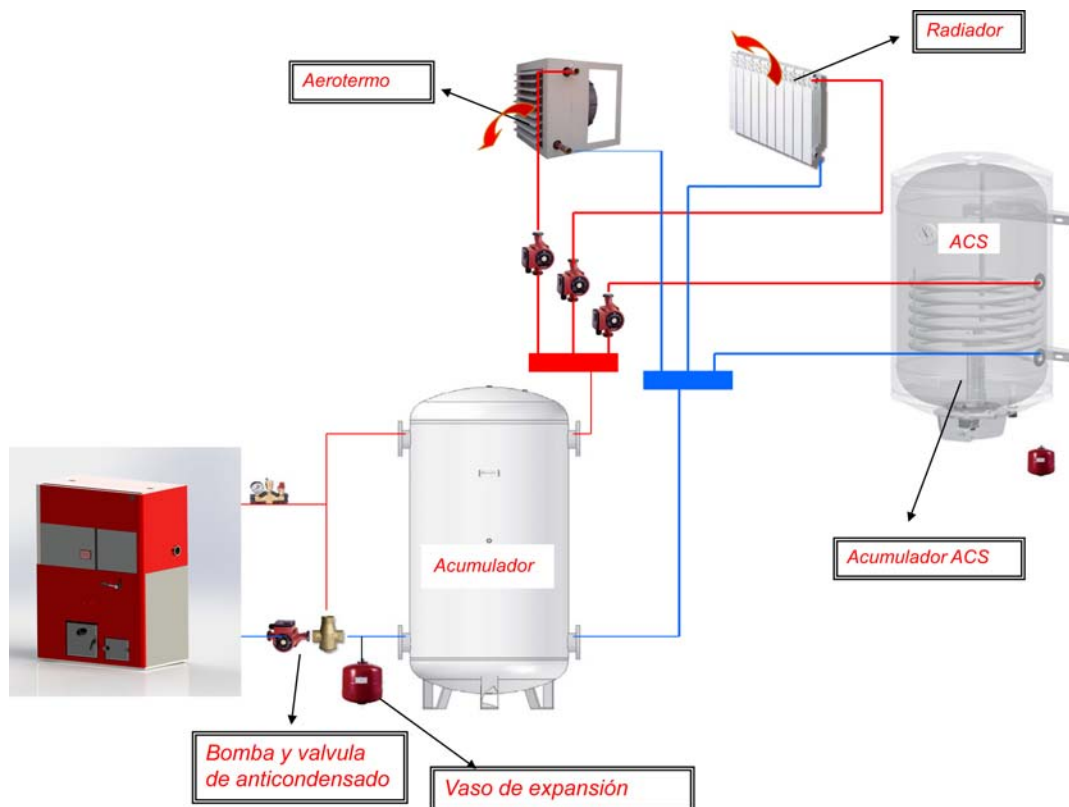 Radiador
Aerotermo
ACS
Acumulador
Acumulador ACS
Bomba y valvula
de anticondensado
Vaso de expansión